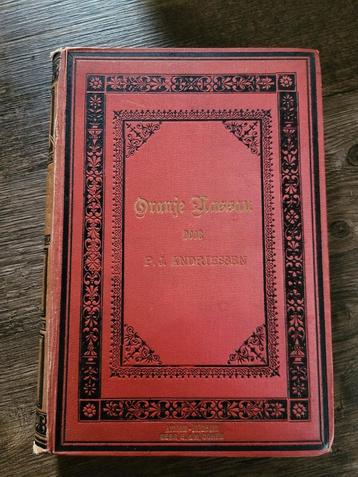 Oranje Nassau
DOOR
P. J. ANDRIESSEN